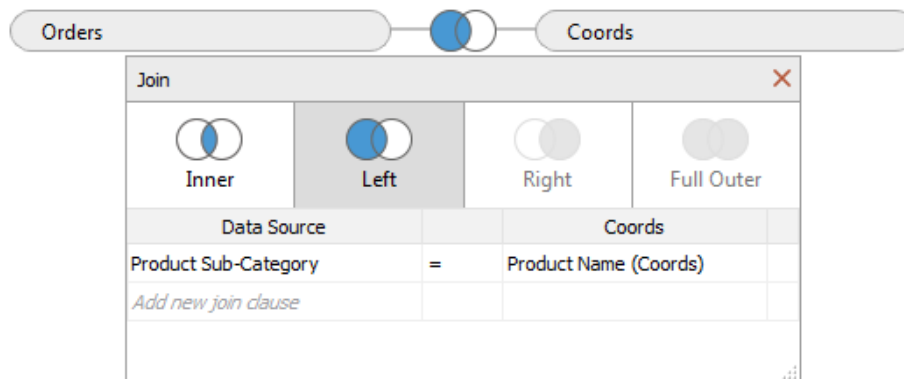 Orders Coords
Join
Inner Left Right Full Outer
Data Source Coords
Product Sub-Category = Product Name (Coords)
Add new join clause